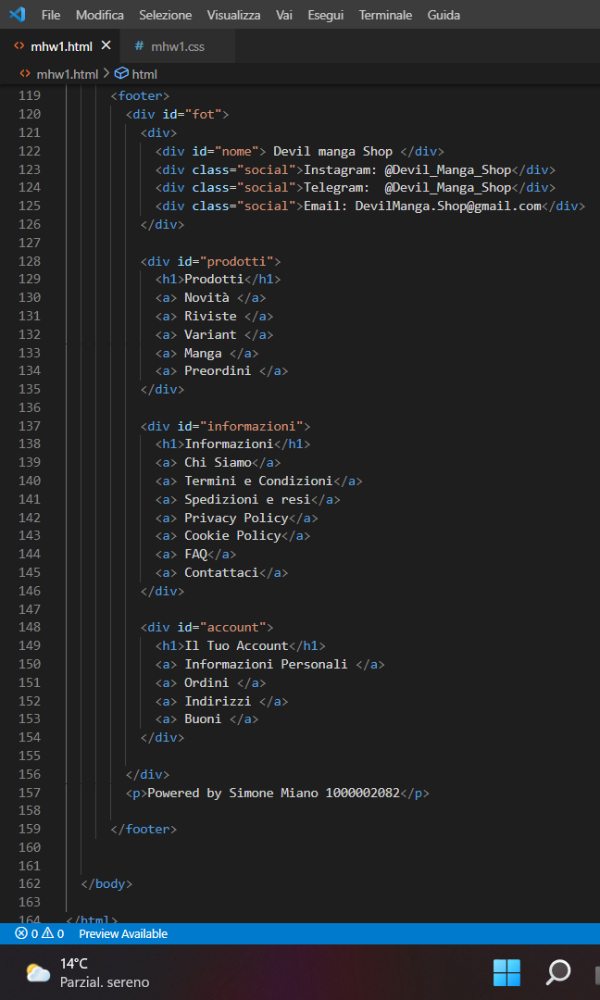 File Modifica Selezione Visualizza Vai Esegui Terminale Guida
<> mhw1.html × # mhw1.css
<> mhw1.html > html
119 <footer>
120 <div id="fot">
121 <div>
122 <div id="nome"> Devil manga Shop </div>
123 <div class="social">Instagram: @Devil_Manga_Shop</div>
124 <div class="social">Telegram:  @Devil_Manga_Shop</div>
125 <div class="social">Email: DevilManga.Shop@gmail.com</div>
126 </div>
127
128 <div id="prodotti">
129 <h1>Prodotti</h1>
130 <a> Novità </a>
131 <a> Riviste </a>
132 <a> Variant </a>
133 <a> Manga </a>
134 <a> Preordini </a>
135 </div>
136
137 <div id="informazioni">
138 <h1>Informazioni</h1>
139 <a> Chi Siamo</a>
140 <a> Termini e Condizioni</a>
141 <a> Spedizioni e resi</a>
142 <a> Privacy Policy</a>
143 <a> Cookie Policy</a>
144 <a> FAQ</a>
145 <a> Contattaci</a>
146 </div>
147
148 <div id="account">
149 <h1>Il Tuo Account</h1>
150 <a> Informazioni Personali </a>
151 <a> Ordini </a>
152 <a> Indirizzi </a>
153 <a> Buoni </a>
154 </div>
155
156 </div>
157 <p>Powered by Simone Miano 1000002082</p>
158
159 </footer>
160
161
162 </body>
163
164 </html>
0 0 Preview Available
14°C
Parzial. sereno